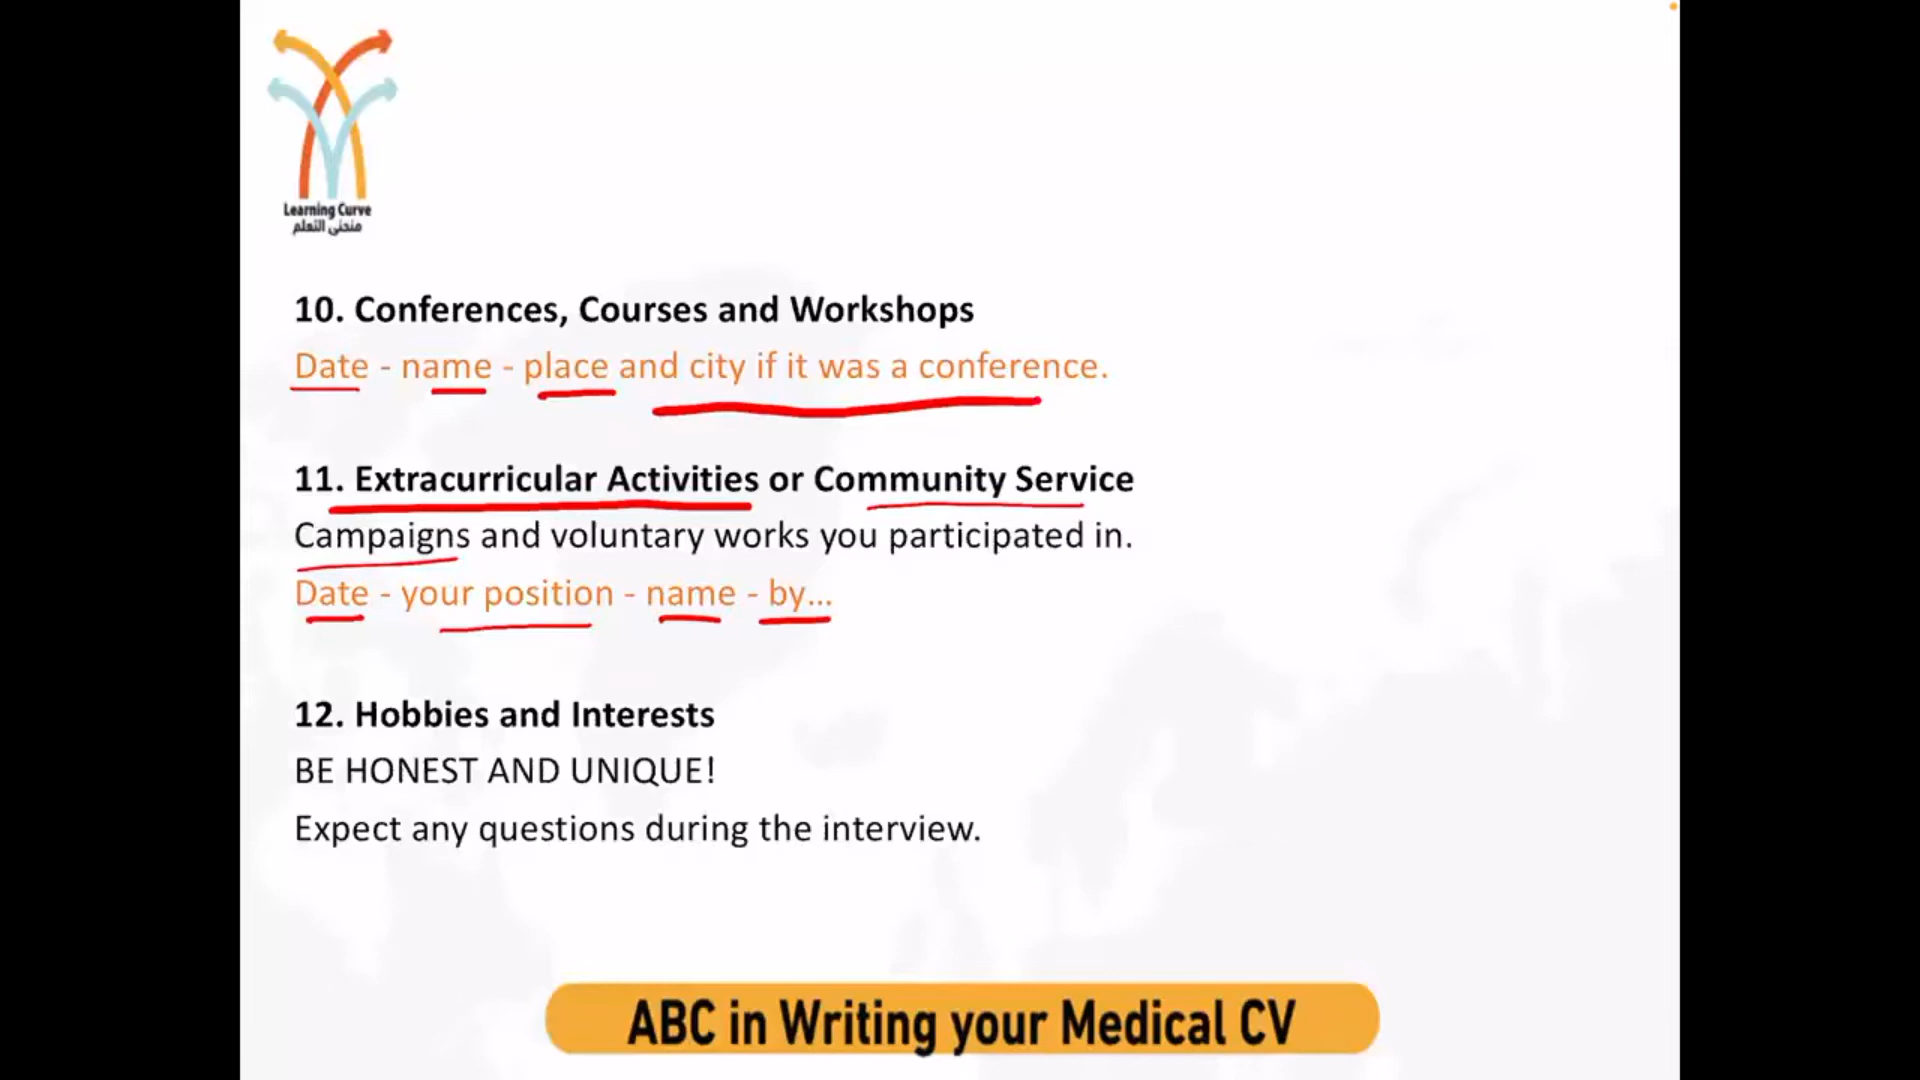 Learning Curve
منحنى التعلم
10. Conferences, Courses and Workshops
Date - name - place and city if it was a conference.
11. Extracurricular Activities or Community Service
Campaigns and voluntary works you participated in.
Date - your position - name - by...
12. Hobbies and Interests
BE HONEST AND UNIQUE!
Expect any questions during the interview.
ABC in Writing your Medical CV